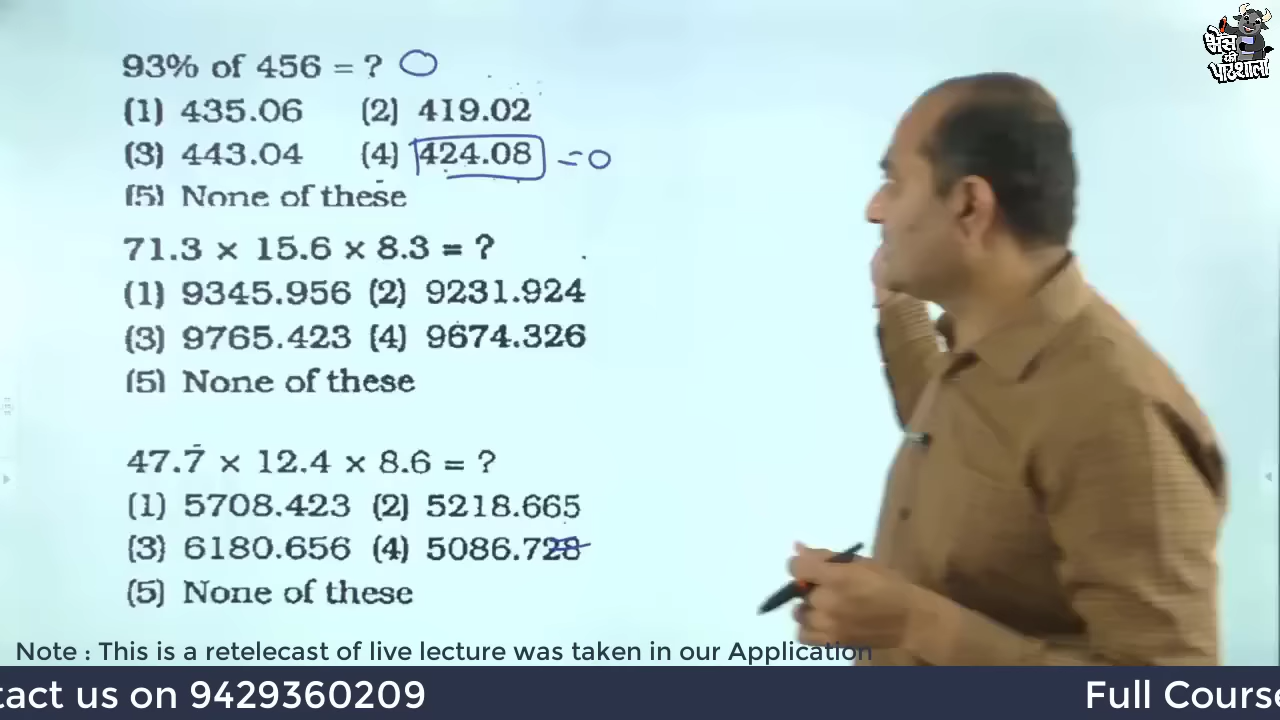 भैंस
की
पाठशाला
93% of 456 = ? 0
(1) 435.06 (2) 419.02
(3) 443.04 (4) 424.08 = 0
(5) None of these
71.3 × 15.6 × 8.3 = ?
(1) 9345.956 (2) 9231.924
(3) 9765.423 (4) 9674.326
(5) None of these
47.7 × 12.4 × 8.6 = ?
(1) 5708.423 (2) 5218.665
(3) 6180.656 (4) 5086.728
(5) None of these
Note : This is a retelecast of live lecture was taken in our Application
tact us on 9429360209 Full Course